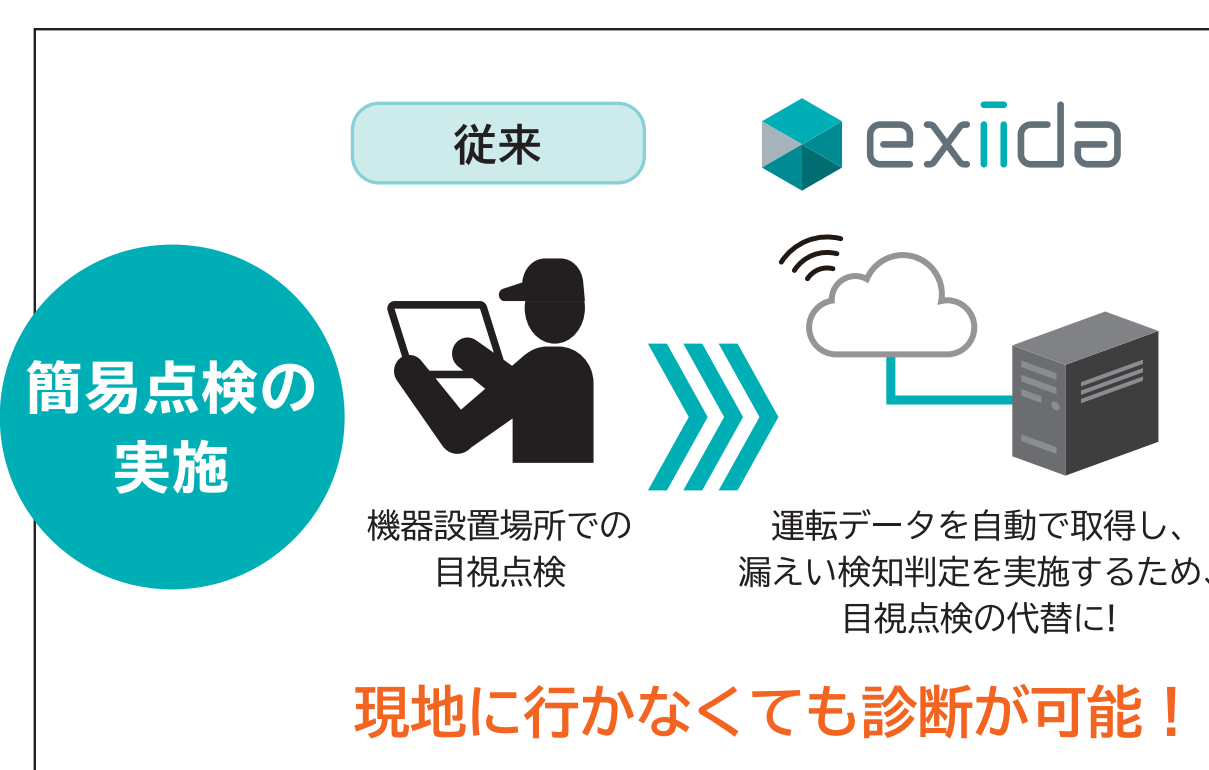 従来
exiida
簡易点検の
実施
機器設置場所での
目視点検
運転データを自動で取得し、
漏えい検知判定を実施するため、
目視点検の代替に!
現地に行かなくても診断が可能！